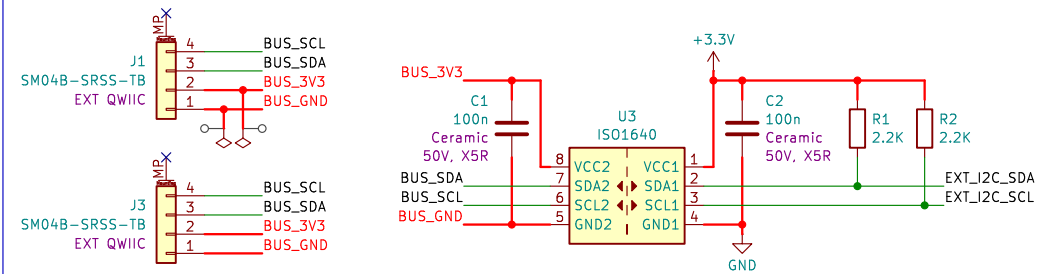 MP
J1
SM04B-SRSS-TB
EXT QWIIC
4 BUS_SCL
3 BUS_SDA
2 BUS_3V3
1 BUS_GND
MP
J3
SM04B-SRSS-TB
EXT QWIIC
4 BUS_SCL
3 BUS_SDA
2 BUS_3V3
1 BUS_GND
BUS_3V3
C1
100n
Ceramic
50V, X5R
BUS_SDA
BUS_SCL
BUS_GND
U3
ISO1640
8 VCC2 VCC1 1
7 SDA2 SDA1 2
6 SCL2 SCL1 3
5 GND2 GND1 4
+3.3V
C2
100n
Ceramic
50V, X5R
GND
R1
2.2K
R2
2.2K
EXT_I2C_SDA
EXT_I2C_SCL